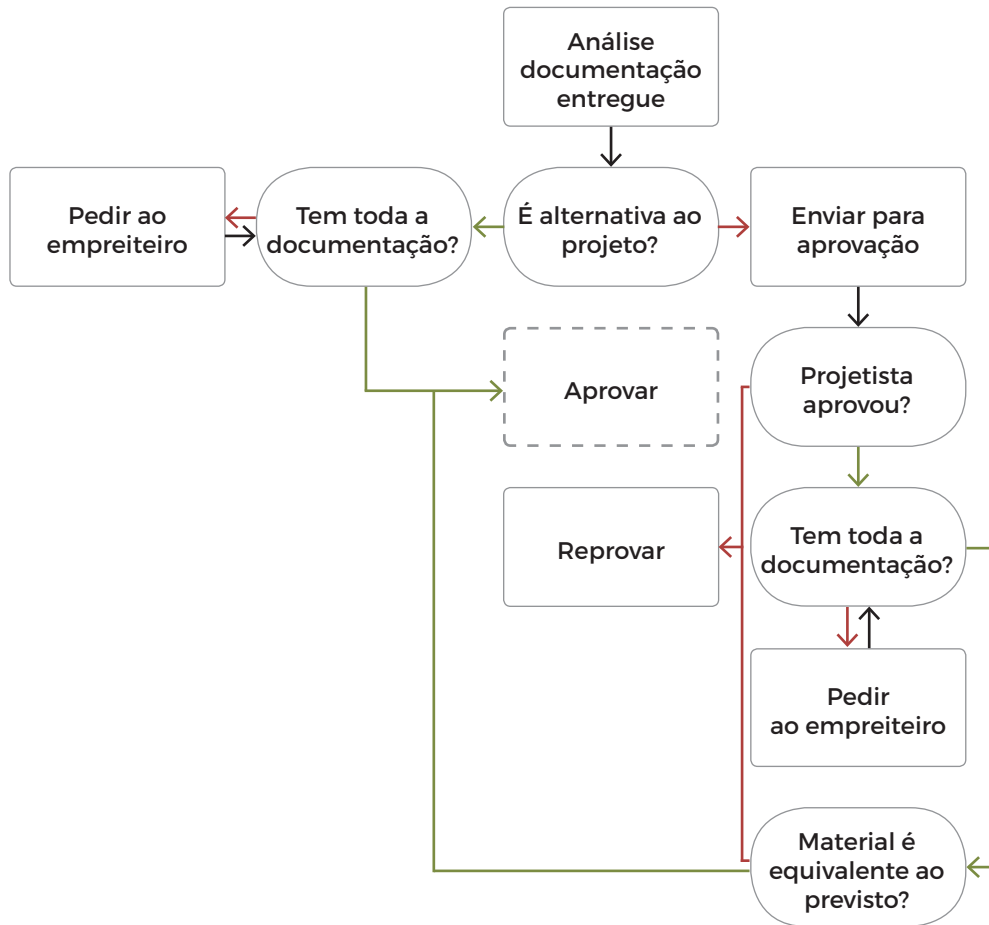 Análise
documentação
entregue
Pedir ao
empreiteiro
Tem toda a
documentação?
É alternativa ao
projeto?
Enviar para
aprovação
Aprovar
Projetista
aprovou?
Reprovar
Tem toda a
documentação?
Pedir
ao empreiteiro
Material é
equivalente ao
previsto?